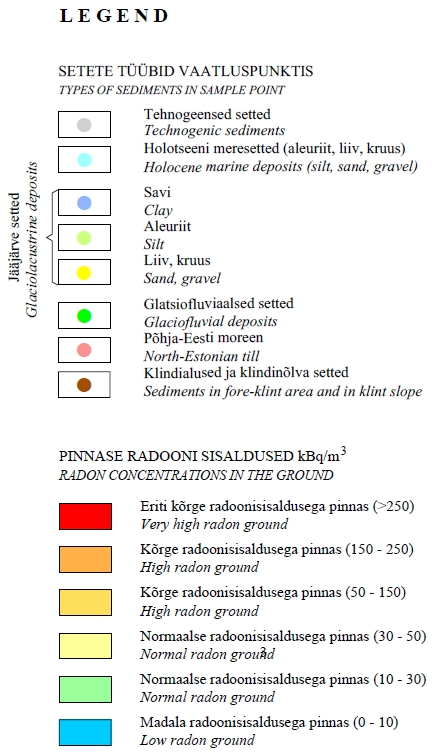 LEGEND
SETETE TÜÜBID VAATLUSPUNKTIS
TYPES OF SEDIMENTS IN SAMPLE POINT
Tehnogeensed setted
Technogenic sediments
Holotseeni meresetted (aleuriit, liiv, kruus)
Holocene marine deposits (silt, sand, gravel)
Jääjärve setted
Glaciolacustrine deposits
Savi
Clay
Aleuriit
Silt
Liiv, kruus
Sand, gravel
Glatsiofluviaalsed setted
Glaciofluvial deposits
Põhja-Eesti moreen
North-Estonian till
Klindialused ja klindinõlva setted
Sediments in fore-klint area and in klint slope
PINNASE RADOONI SISALDUSED kBq/m³
RADON CONCENTRATIONS IN THE GROUND
Eriti kõrge radoonisisaldusega pinnas (>250)
Very high radon ground
Kõrge radoonisisaldusega pinnas (150 - 250)
High radon ground
Kõrge radoonisisaldusega pinnas (50 - 150)
High radon ground
Normaalse radoonisisaldusega pinnas (30 - 50)
Normal radon ground
3
Normaalse radoonisisaldusega pinnas (10 - 30)
Normal radon ground
Madala radoonisisaldusega pinnas (0 - 10)
Low radon ground